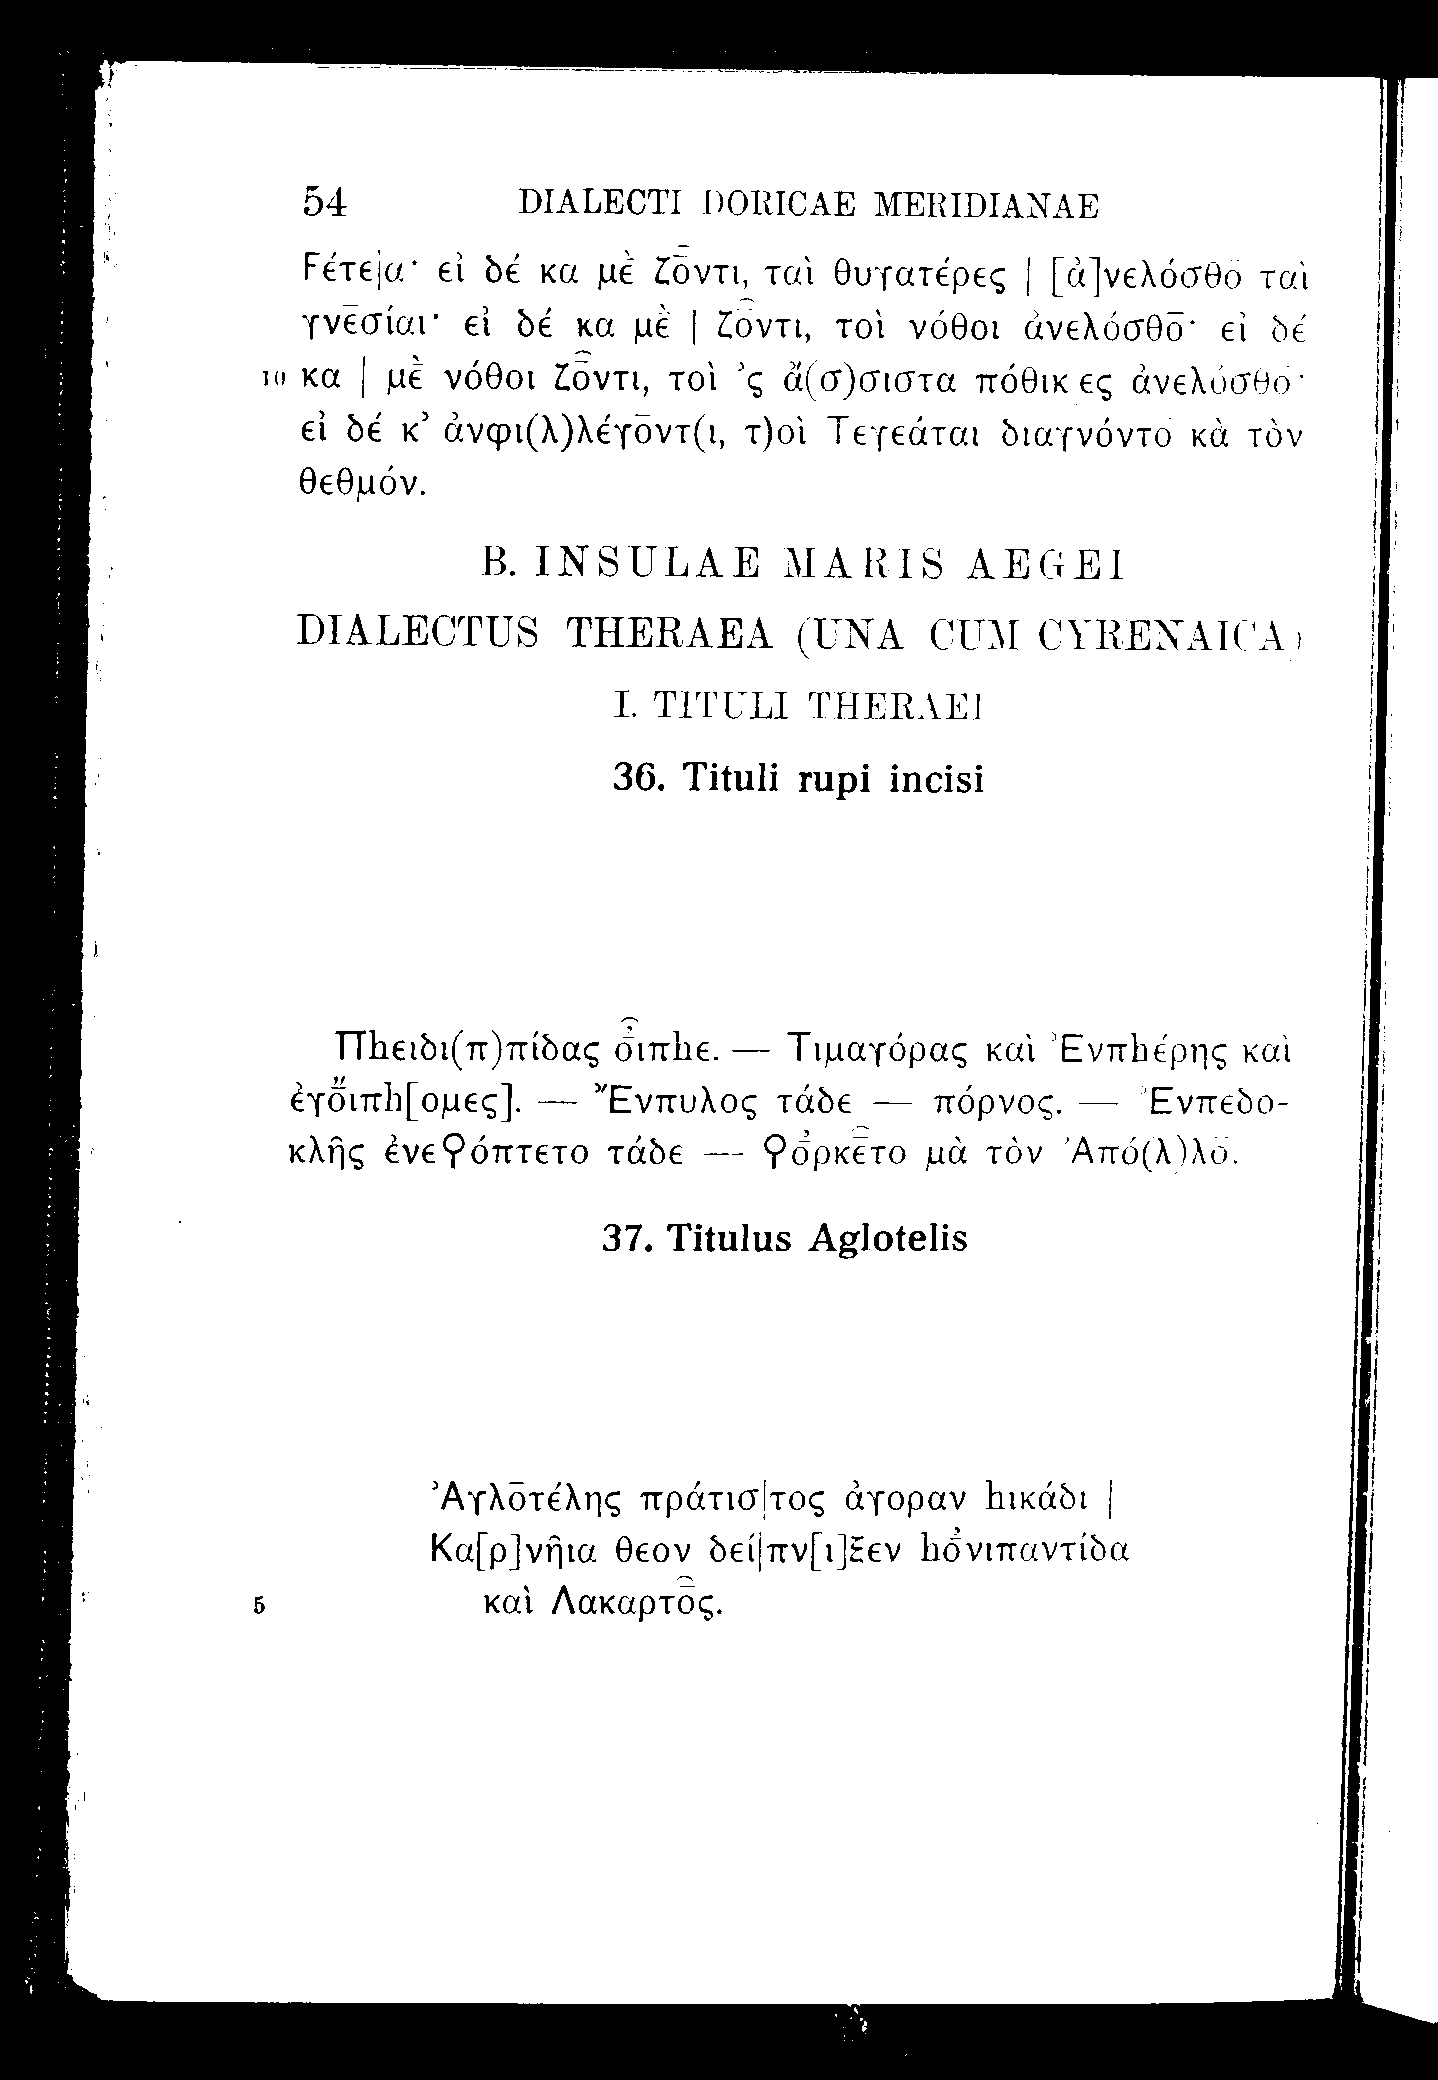 54 DIALECTI DORICAE MERIDIANAE
Ϝέτε|α· εἰ δέ κα μὲ̄ ζο̄͂ντι, ταὶ θυγατέρες | [ἀ]νελόσθο̄ ταὶ
γνε̄σίαι· εἰ δέ κα μὲ̄ | ζο̄͂ντι, τοὶ νόθοι ἀνελόσθο̄· εἰ δέ
10 κα | μὲ̄ νόθοι ζο̄͂ντι, τοὶ ’ς ἄ(σ)σιστα πόθικ ες ἀνελόσθο̄·
εἰ δέ κ’ ἀνφι(λ)λέγο̄ντ(ι, τ)οὶ Τεγεάται διαγνόντο̄ κὰ τὸν
θεθμόν.
B. INSULAE MARIS AEGEI
DIALECTUS THERAEA (UNA CUM CYRENAICA)
I. TITULI THERAEI
36. Tituli rupi incisi
Πhειδι(π)πίδας ὀ̄͂ιπhε. — Τιμαγόρας καὶ Ἐνπhέρης καὶ
ἐγο̄̈́ιπh[ομες]. — Ἔνπυλος τάδε — πόρνος. — Ἐνπεδο-
κλῆς ἐνεϘόπτετο τάδε — Ϙὀ̄ρκε̄͂το μὰ τὸν Ἀπό(λ)λο̄.
37. Titulus Aglotelis
Ἀγλο̄τέλης πράτισ|τος ἀγοραν hικάδι |
Κα[ρ]νῆια θεον δεί|πν[ι]ξεν hο̄̓νιπαντίδα
5 καὶ Λακαρτο̄͂ς.